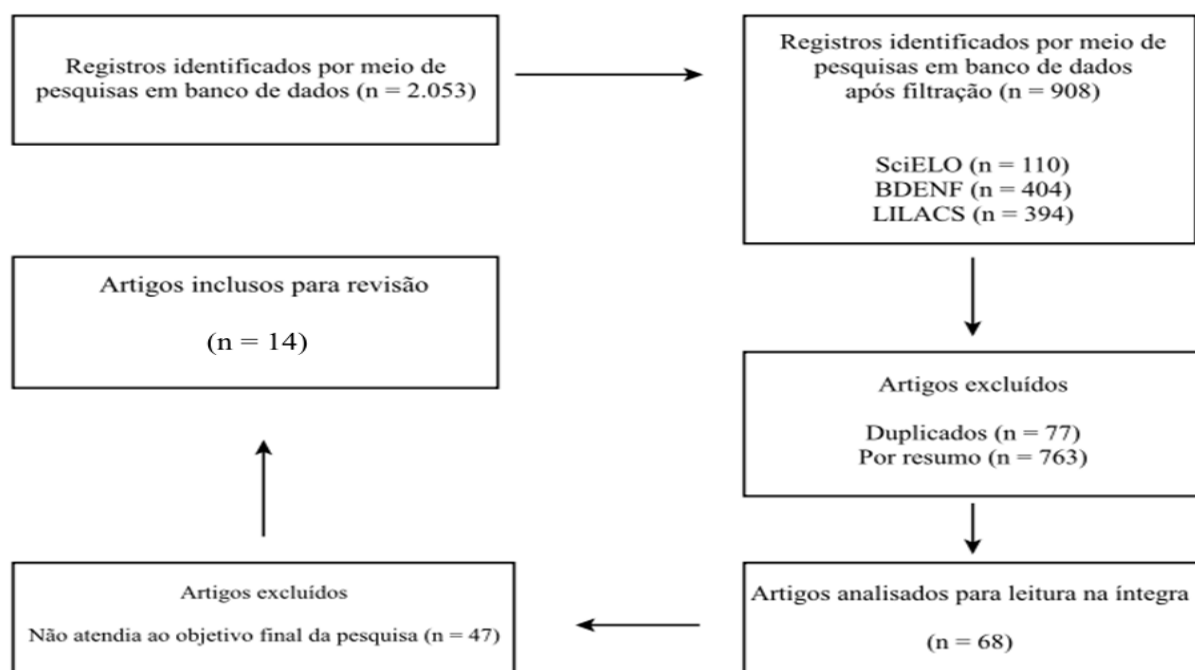 Registros identificados por meio de
pesquisas em banco de dados (n = 2.053)
Registros identificados por meio de
pesquisas em banco de dados
após filtração (n = 908)
SciELO (n = 110)
BDENF (n = 404)
LILACS (n = 394)
Artigos excluídos
Duplicados (n = 77)
Por resumo (n = 763)
Artigos analisados para leitura na íntegra
(n = 68)
Artigos excluídos
Não atendia ao objetivo final da pesquisa (n = 47)
Artigos inclusos para revisão
(n = 14)